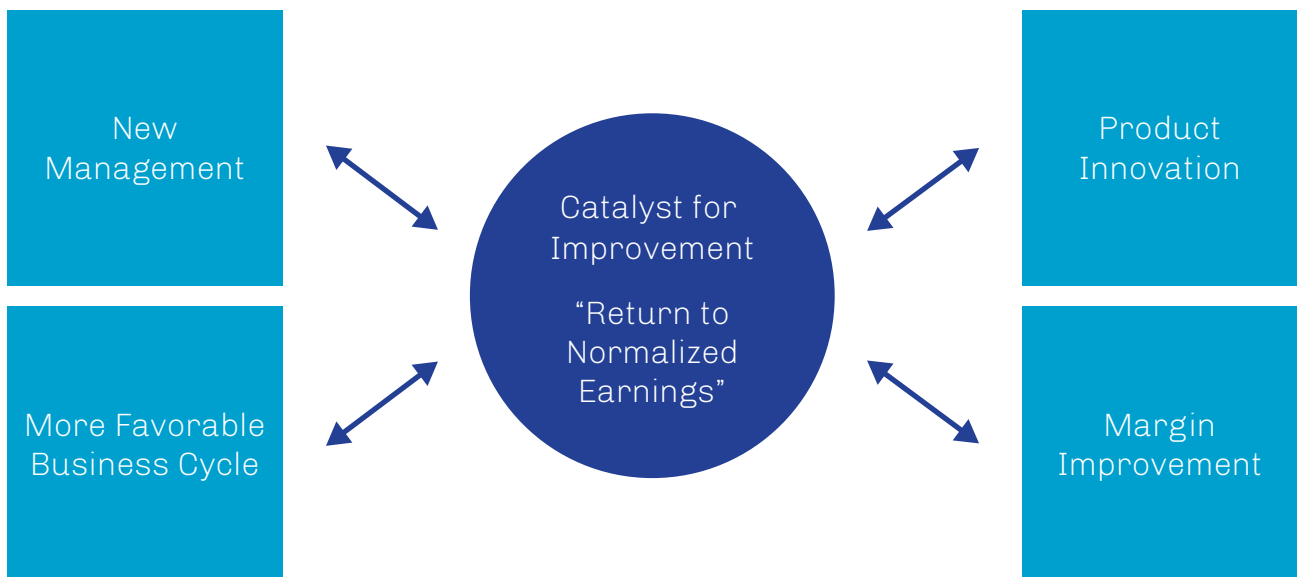 New
Management
More Favorable
Business Cycle
Catalyst for
Improvement
“Return to
Normalized
Earnings”
Product
Innovation
Margin
Improvement